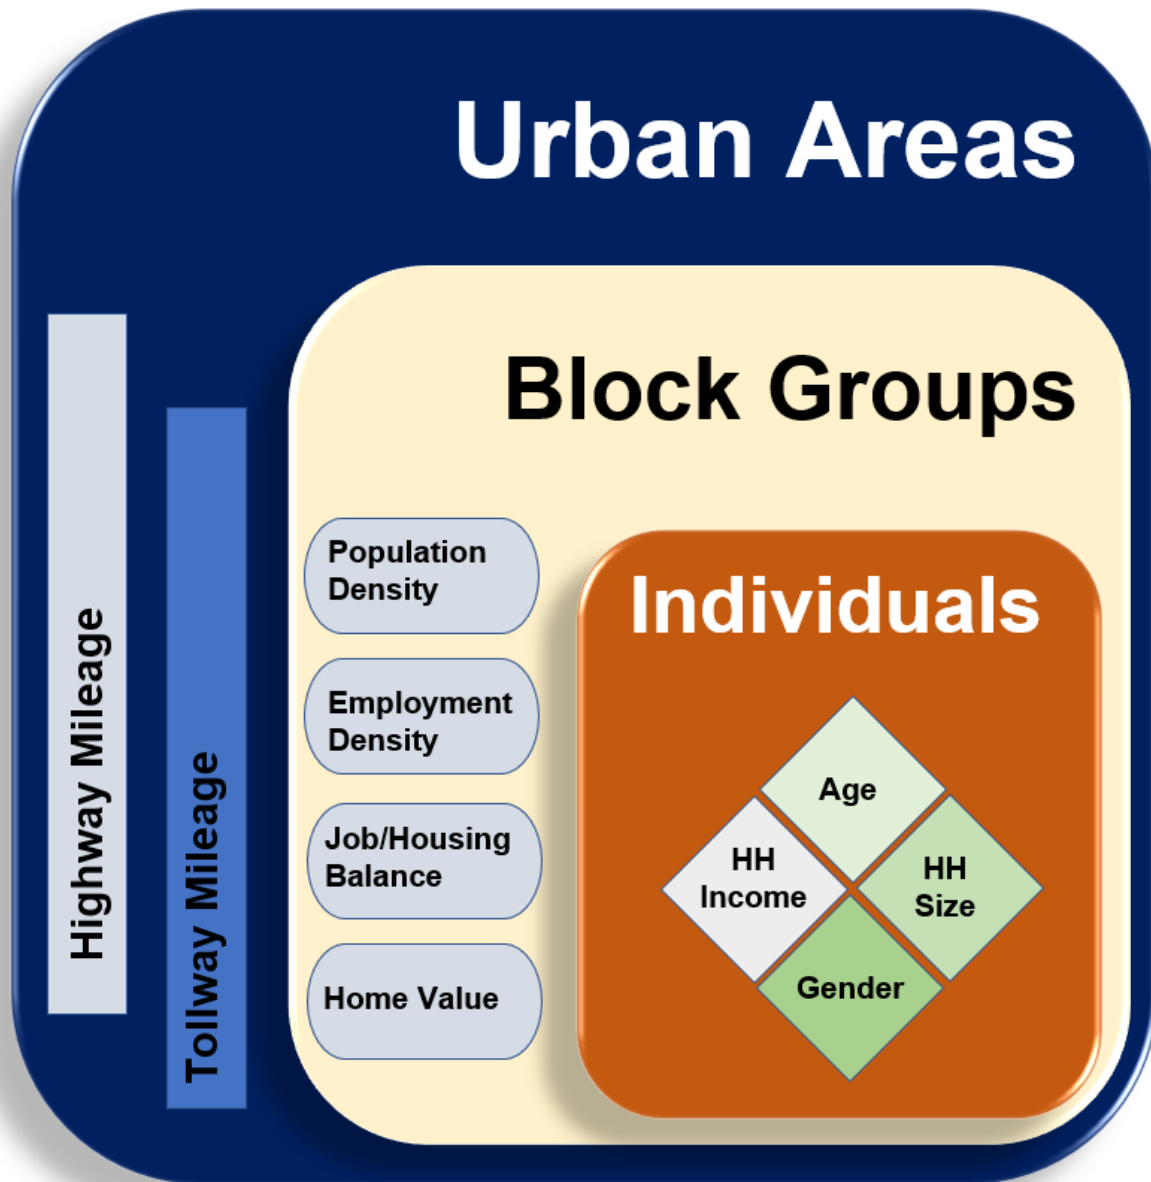 Urban Areas
Block Groups
Highway Mileage
Tollway Mileage
Population
Density
Employment
Density
Job/Housing
Balance
Home Value
Individuals
Age
HH
Income
HH
Size
Gender